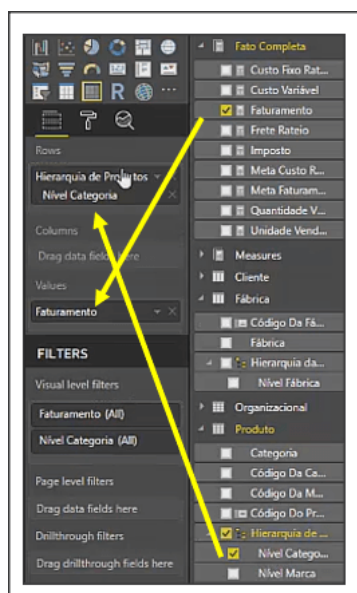 R
Rows
Hierarquia de Produtos
Nível Categoria
Columns
Drag data fields here
Values
Faturamento
FILTERS
Visual level filters
Faturamento (All)
Nível Categoria (All)
Page level filters
Drag data fields here
Drillthrough filters
Drag drillthrough fields here
Fato Completa
Custo Fixo Rat...
Custo Variável
Faturamento
Frete Rateio
Imposto
Meta Custo R...
Meta Faturam...
Quantidade V...
Unidade Vend...
Measures
Cliente
Fábrica
Código Da Fá...
Fábrica
Hierarquia da...
Nível Fábrica
Organizacional
Produto
Categoria
Código Da Ca...
Código Da M...
Código Do Pr...
Hierarquia de ...
Nível Catego...
Nível Marca